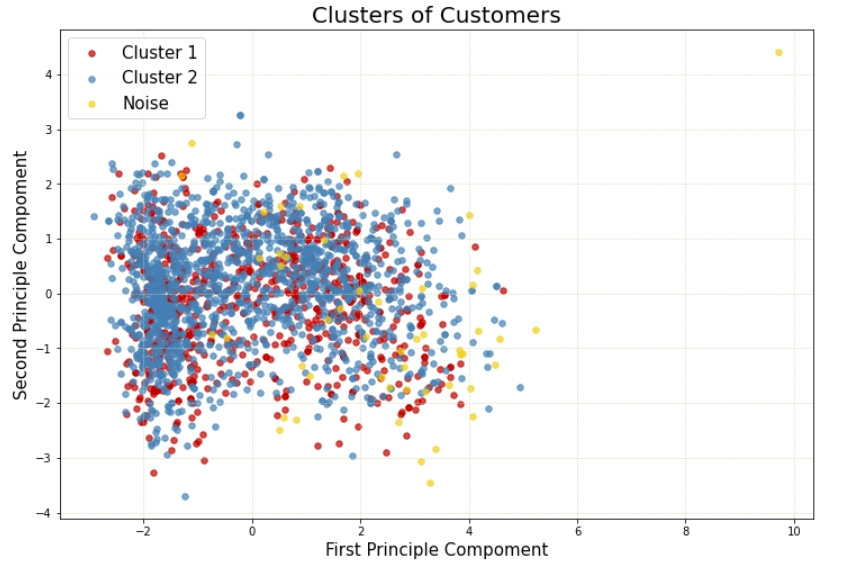 Clusters of Customers
Cluster 1
Cluster 2
Noise
4
3
2
1
0
−1
−2
−3
−4
Second Principle Compoment
−2
0
2
4
6
8
10
First Principle Compoment